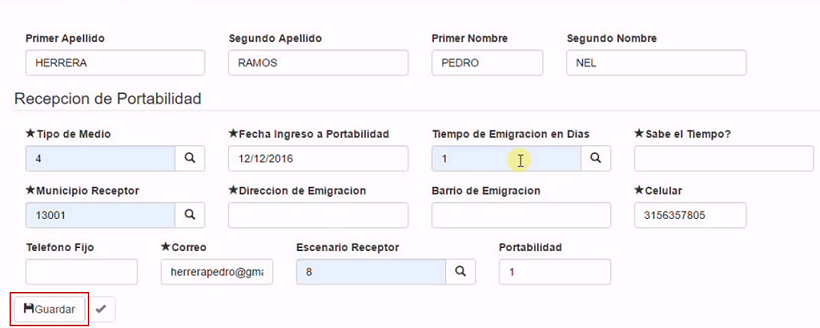 Primer Apellido Segundo Apellido Primer Nombre Segundo Nombre
HERRERA RAMOS PEDRO NEL
Recepcion de Portabilidad
★Tipo de Medio ★Fecha Ingreso a Portabilidad Tiempo de Emigracion en Dias ★Sabe el Tiempo?
4 12/12/2016 1
★Municipio Receptor ★Direccion de Emigracion Barrio de Emigracion ★Celular
13001 3156357805
Telefono Fijo ★Correo Escenario Receptor Portabilidad
herrerapedro@gma 8 1
Guardar